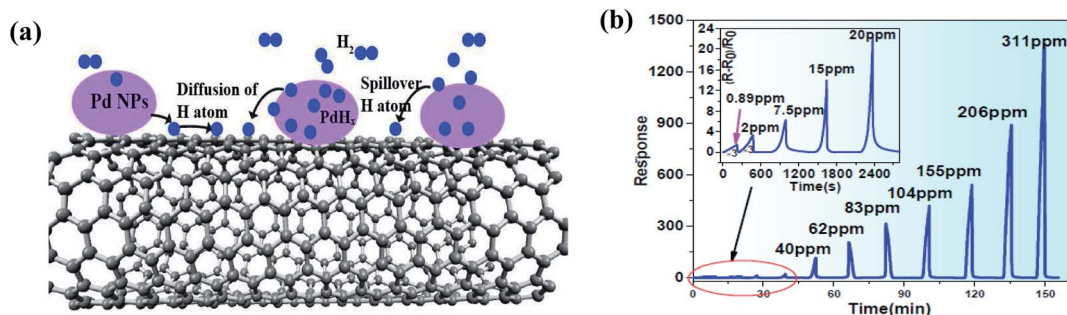 (a)
H2
Diffusion of
H atom
Spillover
H atom
Pd NPs
PdHx
(b)
Response
1500
1200
900
600
300
0
0
30
60
90
120
150
Time(min)
40ppm
62ppm
83ppm
104ppm
155ppm
206ppm
311ppm
(R-R0)/R0
24
20
16
12
8
4
0
0
600
1200
1800
2400
Time(s)
0.89ppm
2ppm
7.5ppm
15ppm
20ppm